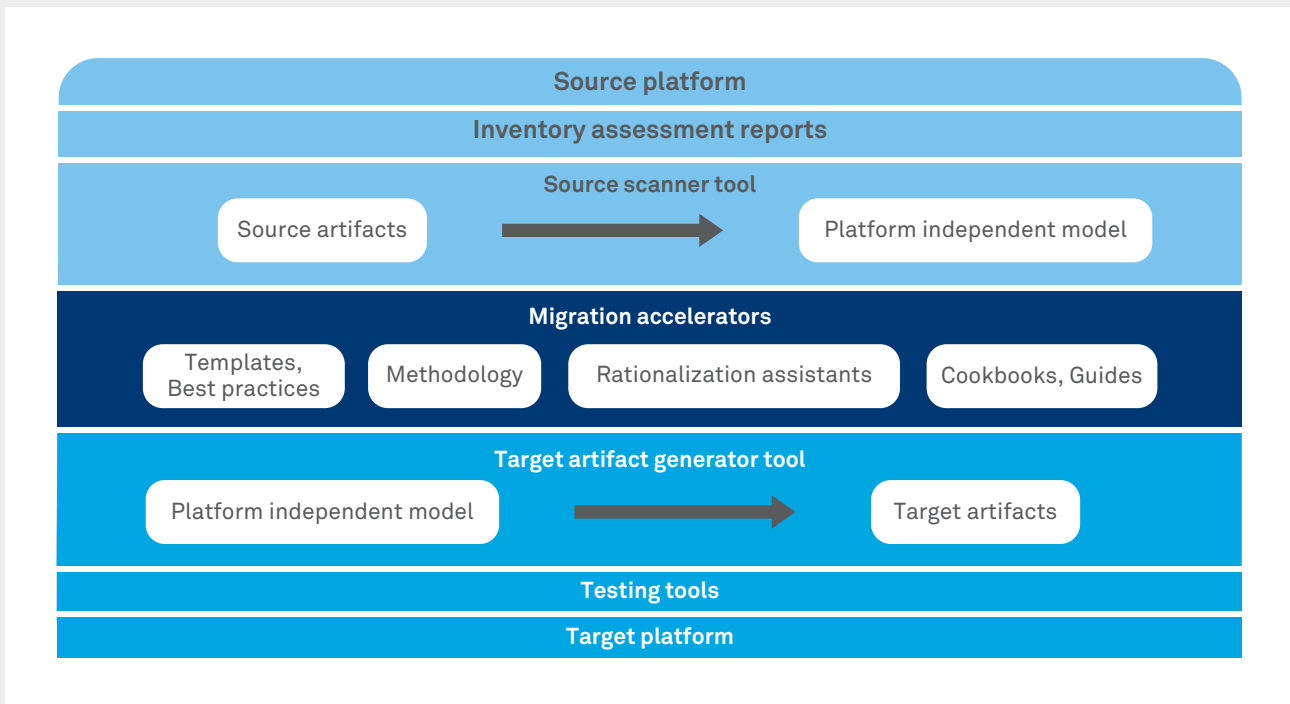 Source platform
Inventory assessment reports
Source scanner tool
Source artifacts
Platform independent model
Migration accelerators
Templates,
Best practices
Methodology
Rationalization assistants
Cookbooks, Guides
Target artifact generator tool
Platform independent model
Target artifacts
Testing tools
Target platform